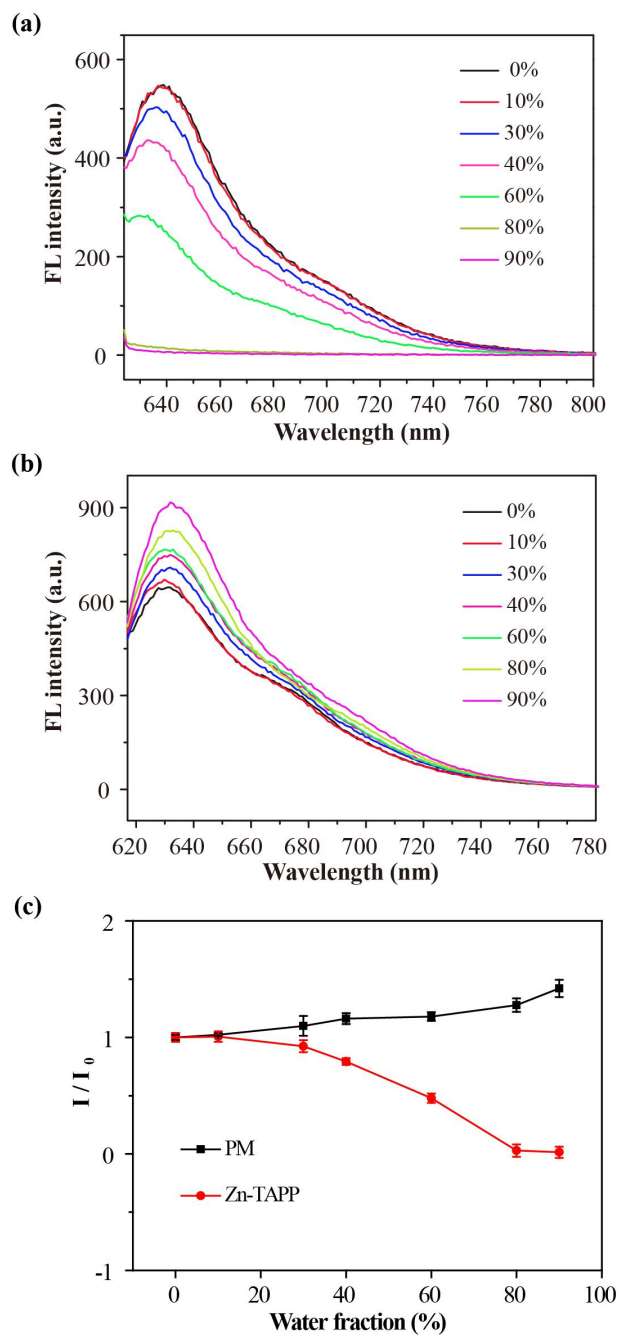 (a)
600
400
200
0
FL intensity (a.u.)
0%
10%
30%
40%
60%
80%
90%
640 660 680 700 720 740 760 780 800
Wavelength (nm)
(b)
900
600
300
0
FL intensity (a.u.)
0%
10%
30%
40%
60%
80%
90%
620 640 660 680 700 720 740 760 780
Wavelength (nm)
(c)
2
1
0
-1
I / I0
PM
Zn-TAPP
0 20 40 60 80 100
Water fraction (%)